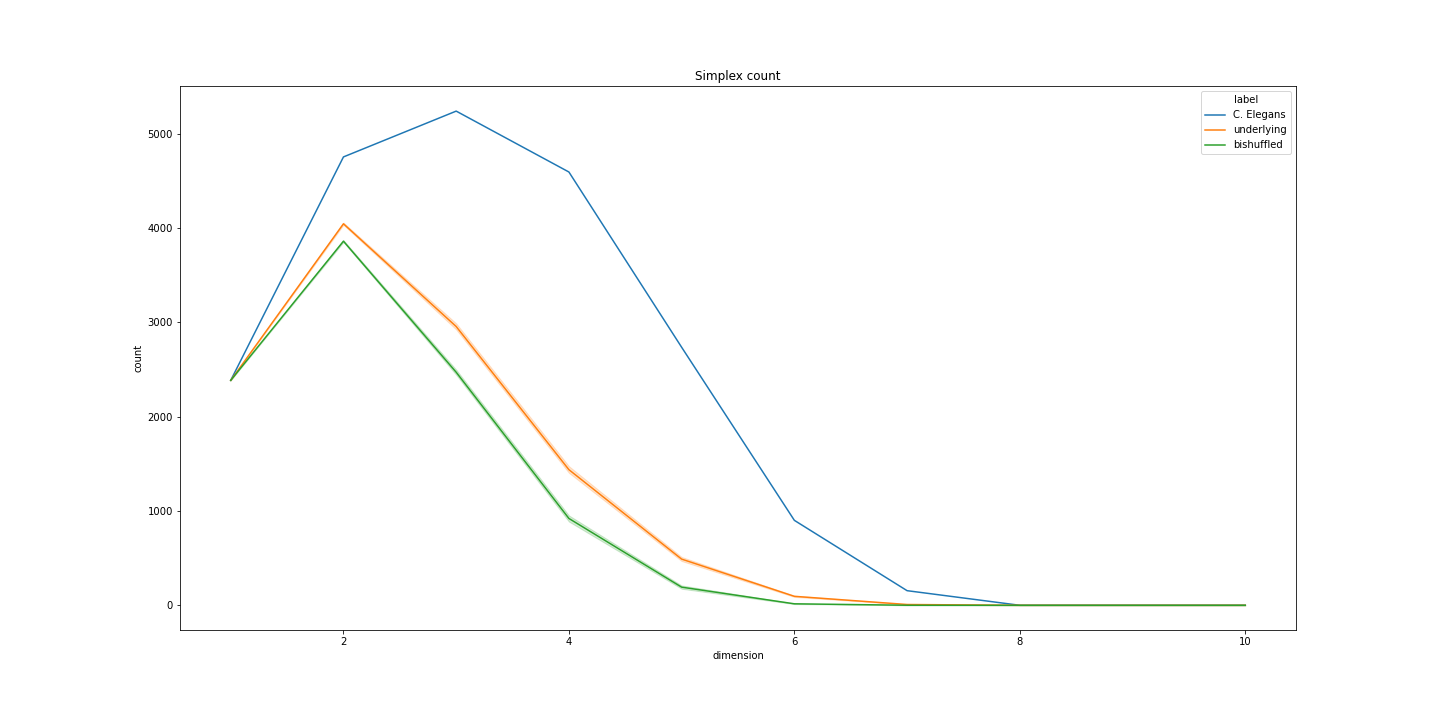 Simplex count
label
C. Elegans
underlying
bishuffled
count
5000
4000
3000
2000
1000
0
2 4 6 8 10
dimension